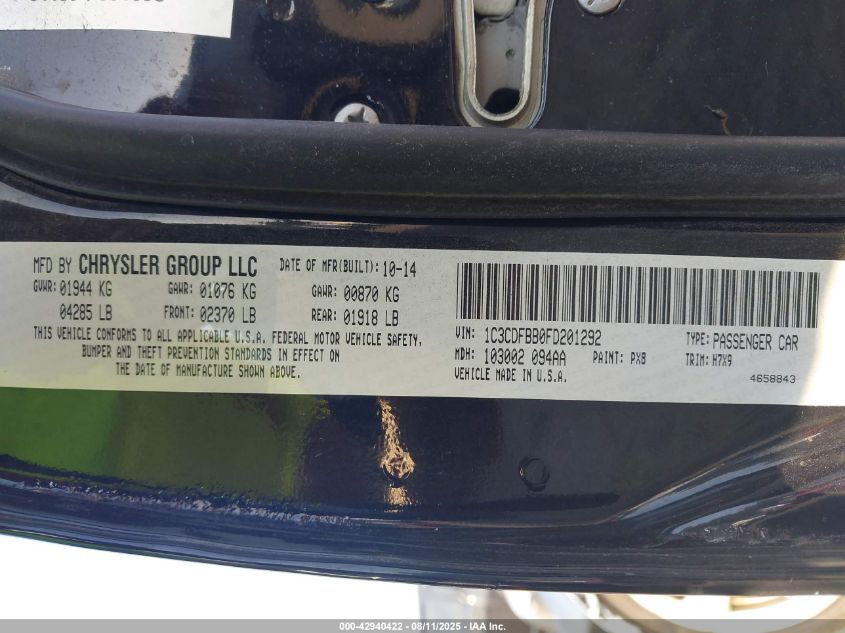 MFD BY CHRYSLER GROUP LLC DATE OF MFR(BUILT): 10-14
GVWR: 01944 KG GAWR: 01076 KG GAWR: 00870 KG
04285 LB FRONT: 02370 LB REAR: 01918 LB
THIS VEHICLE CONFORMS TO ALL APPLICABLE U.S.A. FEDERAL MOTOR VEHICLE SAFETY,
BUMPER AND THEFT PREVENTION STANDARDS IN EFFECT ON
THE DATE OF MANUFACTURE SHOWN ABOVE.
VIN: 1C3CDFBB0FD201292 TYPE: PASSENGER CAR
MDH: 103002 094AA PAINT: PX8 TRIM: H7X9
VEHICLE MADE IN U.S.A. 4658843
000-42940422 - 08/11/2025 - IAA Inc.